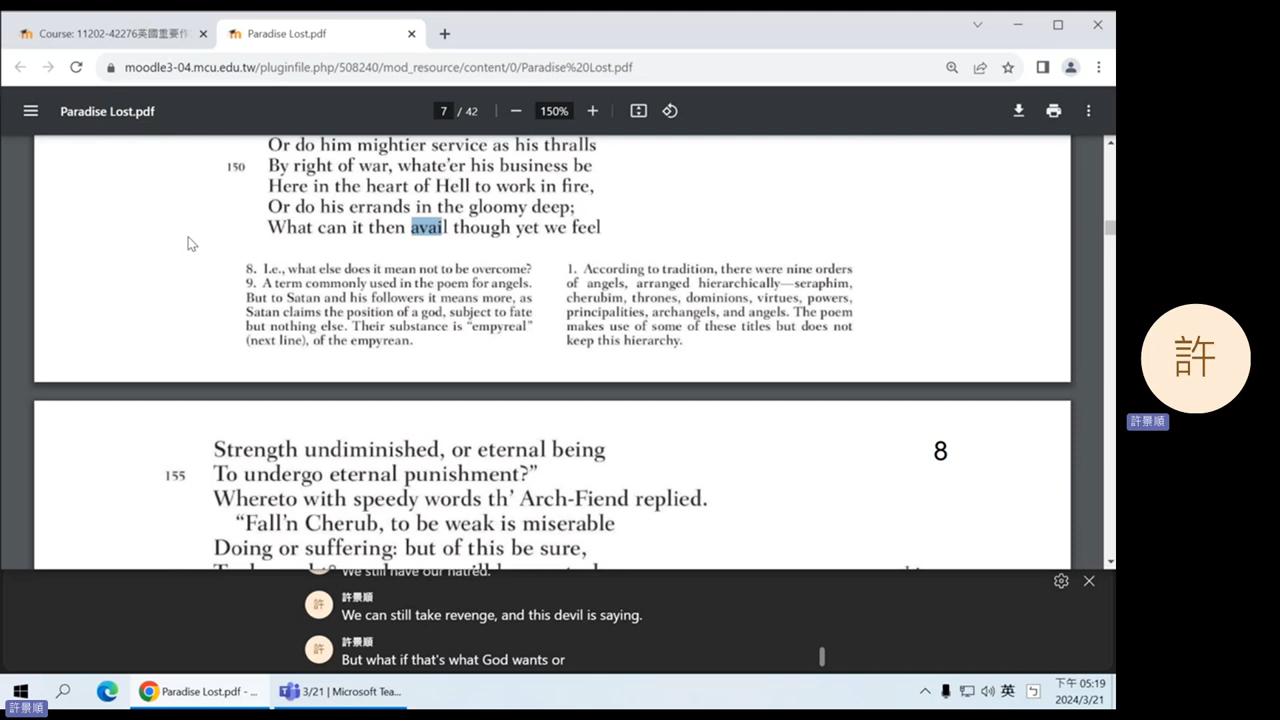 Course: 11202-42276英國重要作
Paradise Lost.pdf
moodle3-04.mcu.edu.tw/pluginfile.php/508240/mod_resource/content/0/Paradise%20Lost.pdf
Paradise Lost.pdf
7 / 42
150%
Or do him mightier service as his thralls
150 By right of war, whate'er his business be
Here in the heart of Hell to work in fire,
Or do his errands in the gloomy deep;
What can it then avail though yet we feel
8. I.e., what else does it mean not to be overcome?
9. A term commonly used in the poem for angels.
But to Satan and his followers it means more, as
Satan claims the position of a god, subject to fate
but nothing else. Their substance is "empyreal"
(next line), of the empyrean.
1. According to tradition, there were nine orders
of angels, arranged hierarchically—seraphim,
cherubim, thrones, dominions, virtues, powers,
principalities, archangels, and angels. The poem
makes use of some of these titles but does not
keep this hierarchy.
8
Strength undiminished, or eternal being
155 To undergo eternal punishment?"
Whereto with speedy words th' Arch-Fiend replied.
"Fall'n Cherub, to be weak is miserable
Doing or suffering: but of this be sure,
We still have our hatred.
許
許景順
We can still take revenge, and this devil is saying.
許
許景順
But what if that's what God wants or
許
許景順
Paradise Lost.pdf - ...
3/21 | Microsoft Tea...
英
下午 05:19
2024/3/21
許景順